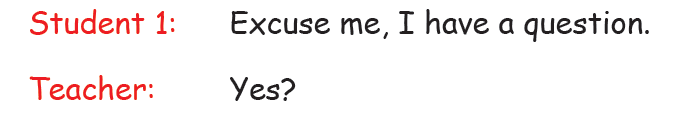 Student 1: Excuse me, I have a question.
Teacher: Yes?